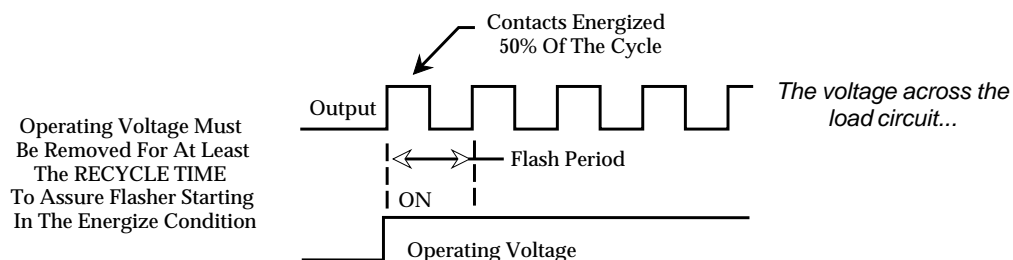 Contacts Energized
50% Of The Cycle
Output
The voltage across the
load circuit...
Operating Voltage Must
Be Removed For At Least
The RECYCLE TIME
To Assure Flasher Starting
In The Energize Condition
Flash Period
ON
Operating Voltage